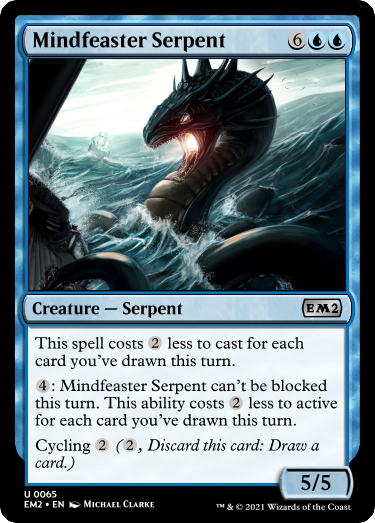 Mindfeaster Serpent 6
EM2
Creature — Serpent
This spell costs 2 less to cast for each
card you've drawn this turn.
4: Mindfeaster Serpent can't be blocked
this turn. This ability costs 2 less to active
for each card you've drawn this turn.
Cycling 2 (2, Discard this card: Draw a
card.)
5/5
U 0065
EM2 • EN Michael Clarke
™ & © 2021 Wizards of the Coast